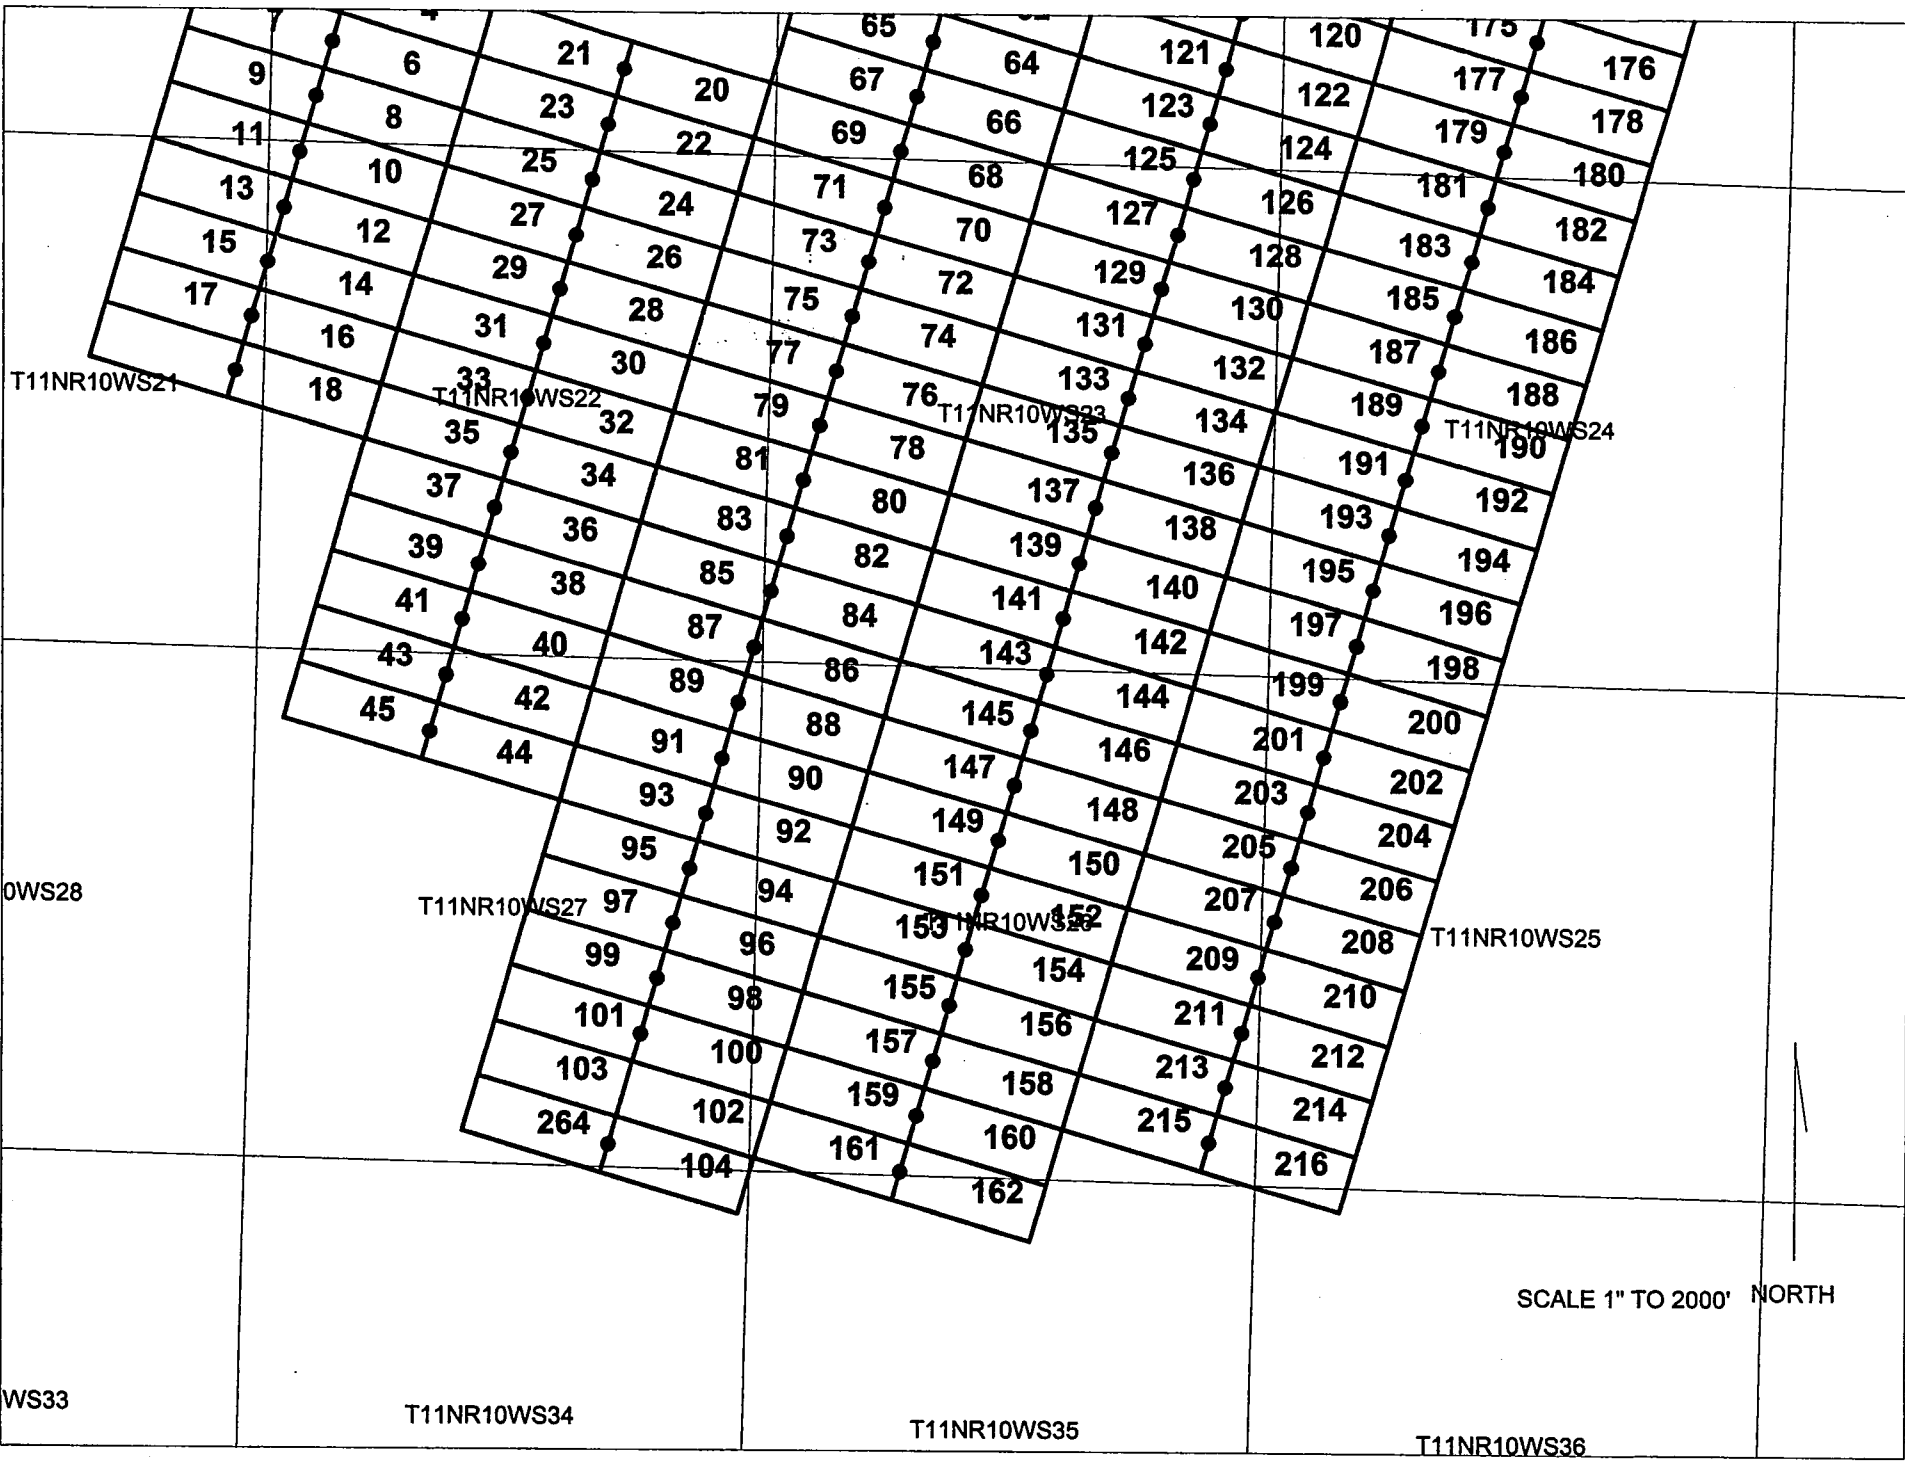 7 4 65 175
21 64 121 120 176
9 6 20 67 177
23 66 123 122 178
11 8 22 69 179
25 68 125 124 180
13 10 24 71 181
27 70 127 126 182
15 12 26 73 183
29 72 129 128 184
17 14 28 75 185
31 74 131 130 186
16 30 77 187
T11NR10WS21 18 33 T11NR10WS22 76 133 132 188
32 79 T11NR10WS23 189 T11NR10WS24
35 78 135 134 190
34 81 191
37 80 137 136 192
36 83 193
39 82 139 138 194
38 85 195
41 84 141 140 196
40 87 197
43 86 143 142 198
42 89 199
45 88 145 144 200
44 91 201
90 147 146 202
93 203
92 149 148 204
95 205
0WS28 94 151 150 206
T11NR10WS27 97 153 T11NR10WS26 152 207
96 208 T11NR10WS25
99 154 209
98 155 210
101 156 211
100 157 212
103 158 213
102 159 214
264 160 215
104 161 216
162
SCALE 1" TO 2000' NORTH
WS33
T11NR10WS34
T11NR10WS35
T11NR10WS36